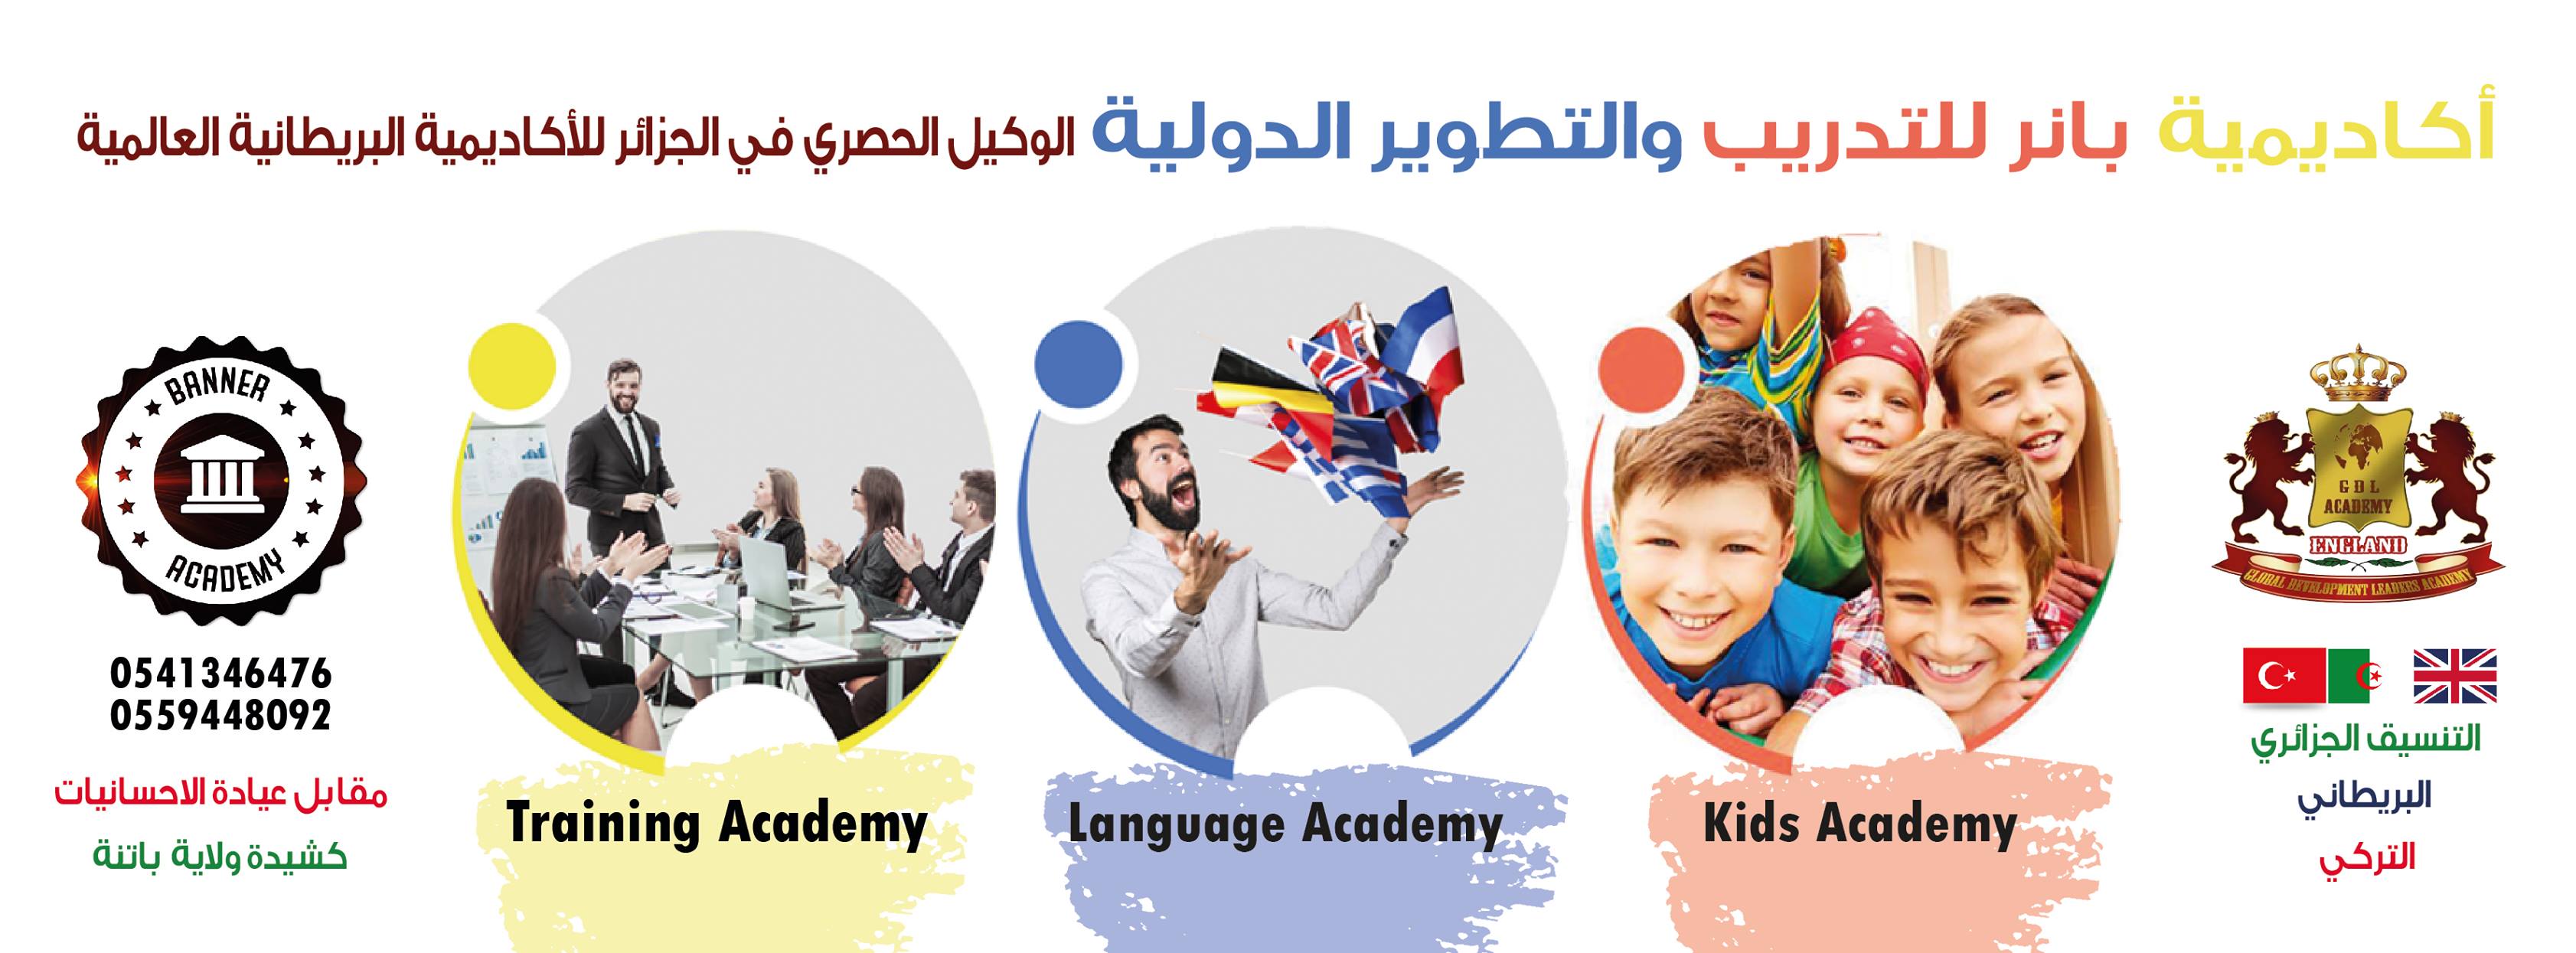 أكاديمية بانر للتدريب والتطوير الدولية الوكيل الحصري في الجزائر للأكاديمية البريطانية العالمية
BANNER
ACADEMY
0541346476
0559448092
مقابل عيادة الاحسانيات
كشيدة ولاية باتنة
Training Academy
Language Academy
Kids Academy
G D L
ACADEMY
ENGLAND
GLOBAL DEVELOPMENT LEADERS ACADEMY
التنسيق الجزائري
البريطاني
التركي